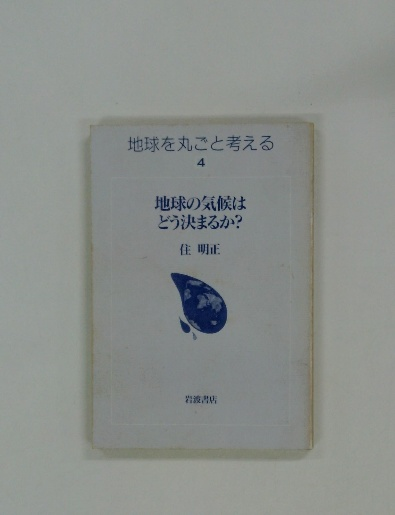 地球を丸ごと考える
4
地球の気候は
どう決まるか?
住 明正
岩波書店